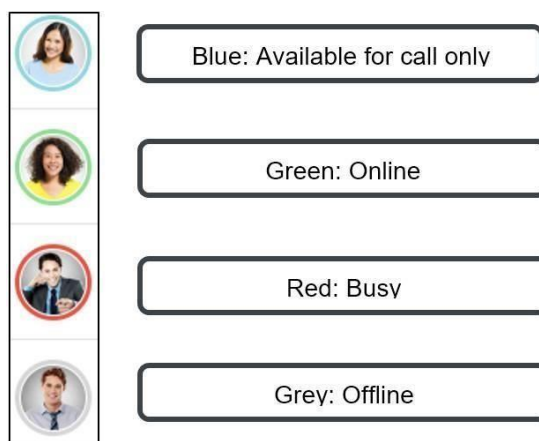 Blue: Available for call only
Green: Online
Red: Busy
Grey: Offline